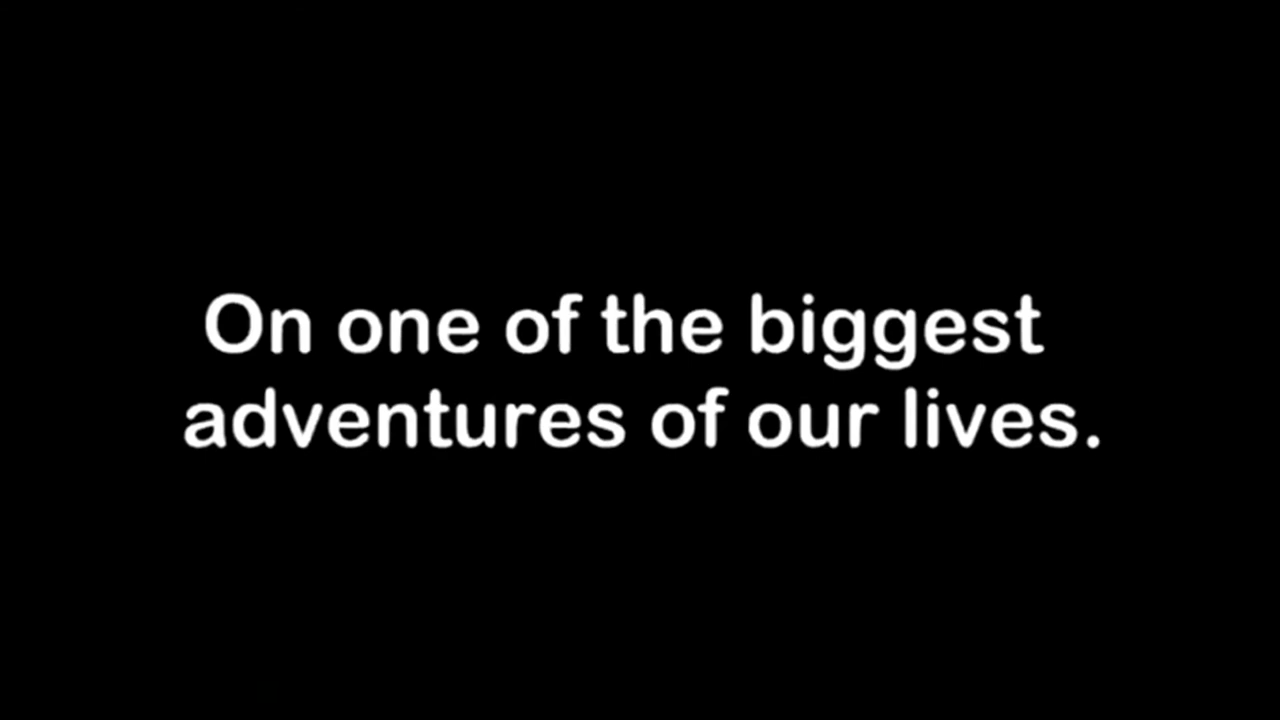 On one of the biggest
adventures of our lives.